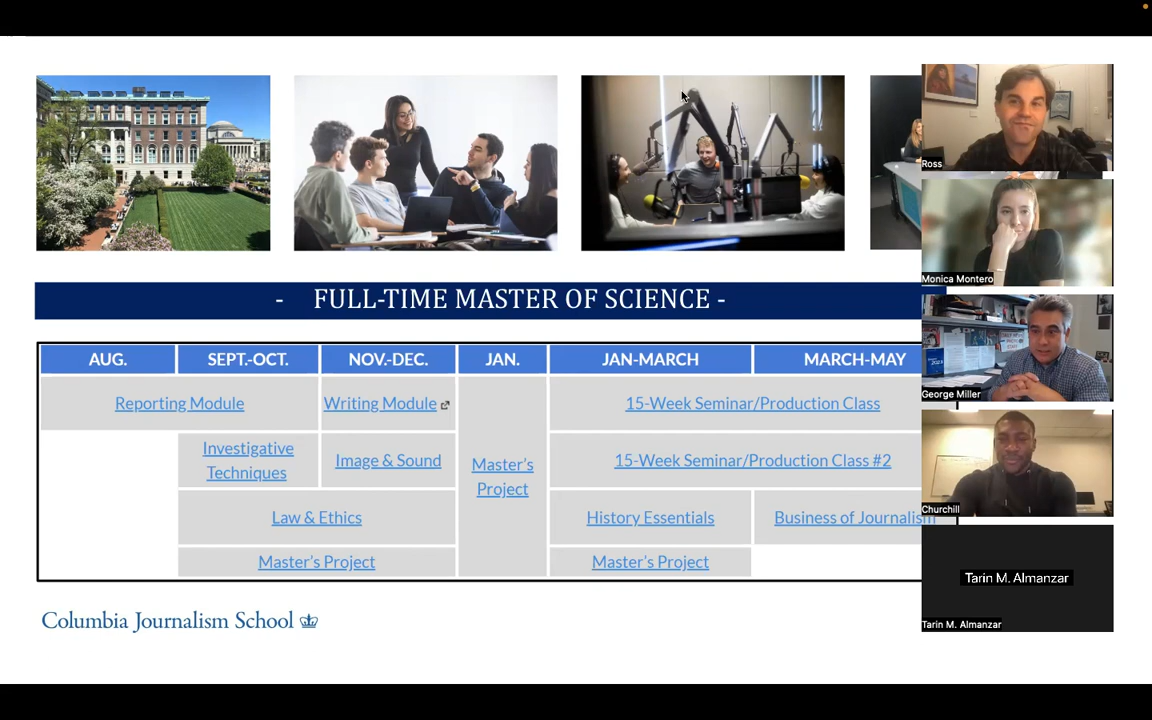 Ross
Monica Montero
- FULL-TIME MASTER OF SCIENCE -
AUG. SEPT.-OCT. NOV.-DEC. JAN. JAN-MARCH MARCH-MAY
George Miller
Reporting Module Writing Module 15-Week Seminar/Production Class
Investigative
Techniques
Image & Sound
Master's
Project
15-Week Seminar/Production Class #2
Churchill
Law & Ethics History Essentials Business of Journalism
Master's Project Master's Project
Tarin M. Almanzar
Tarin M. Almanzar
Columbia Journalism School